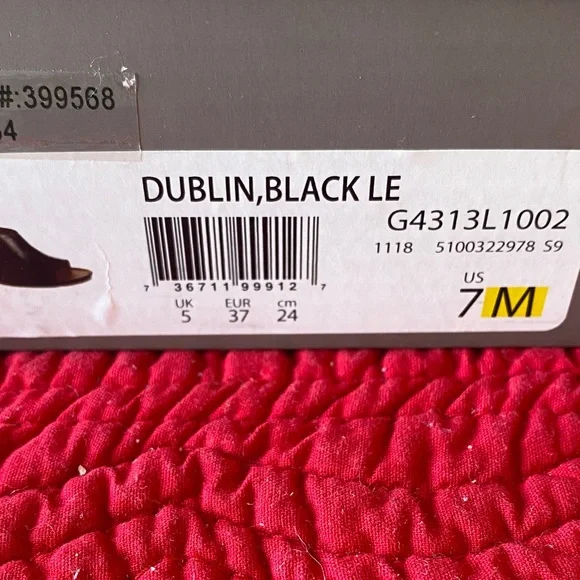 #:399568
4
DUBLIN,BLACK LE
G4313L1002
1118 5100322978 S9
7 36711 99912 7
UK EUR cm
5 37 24
US
7 M